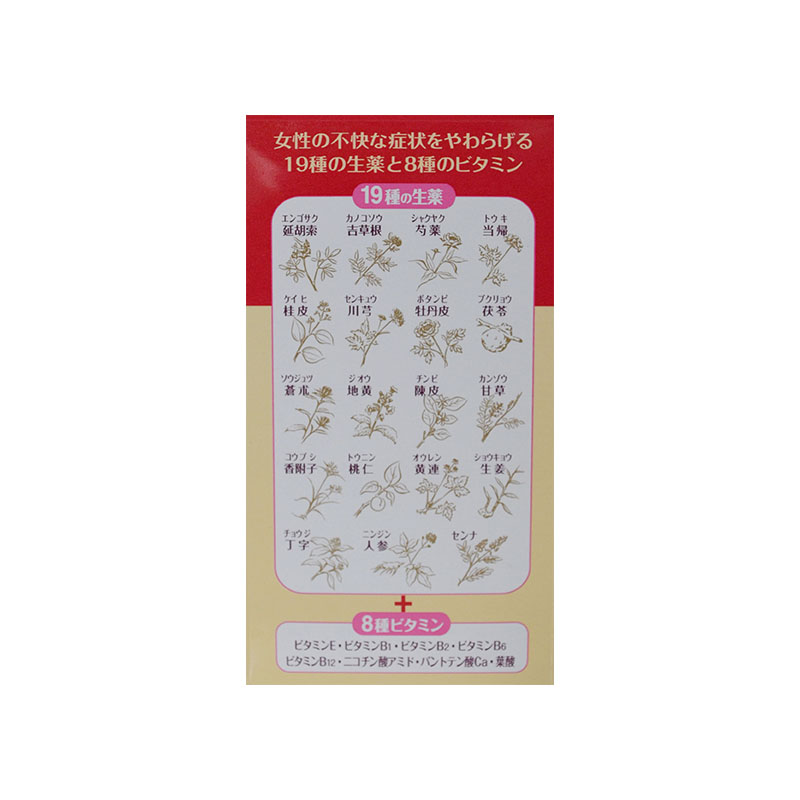 女性の不快な症状をやわらげる
19種の生薬と8種のビタミン
19種の生薬
エンゴサク カノコソウ シャクヤク トウキ
延胡索 吉草根 芍薬 当帰
ケイヒ センキュウ ボタンピ ブクリョウ
桂皮 川芎 牡丹皮 茯苓
ソウジュツ ジオウ チンピ カンゾウ
蒼朮 地黄 陳皮 甘草
コウブシ トウニン オウレン ショウキョウ
香附子 桃仁 黄連 生姜
チョウジ ニンジン センナ
丁字 人参
+
8種ビタミン
ビタミンE・ビタミンB1・ビタミンB2・ビタミンB6
ビタミンB12・ニコチン酸アミド・パントテン酸Ca・葉酸